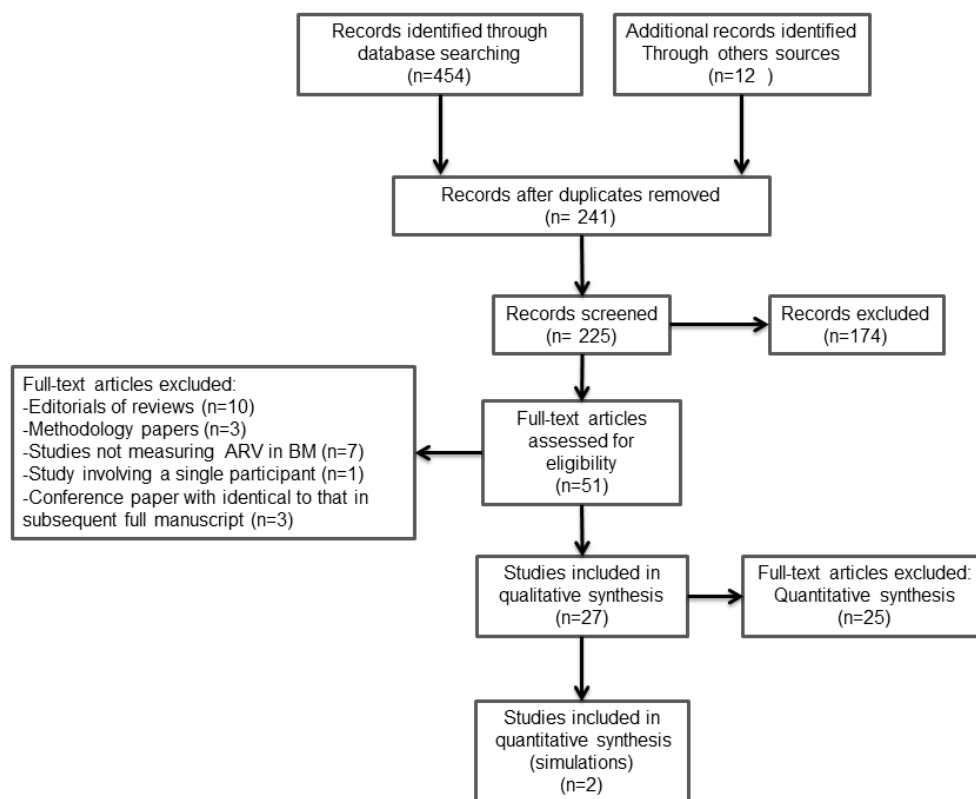 Records identified through
database searching
(n=454)
Additional records identified
Through others sources
(n=12 )
Records after duplicates removed
(n= 241)
Records screened
(n= 225)
Records excluded
(n=174)
Full-text articles excluded:
-Editorials of reviews (n=10)
-Methodology papers (n=3)
-Studies not measuring ARV in BM (n=7)
-Study involving a single participant (n=1)
-Conference paper with identical to that in
subsequent full manuscript (n=3)
Full-text articles
assessed for
eligibility
(n=51)
Studies included in
qualitative synthesis
(n=27)
Full-text articles excluded:
Quantitative synthesis
(n=25)
Studies included in
quantitative synthesis
(simulations)
(n=2)